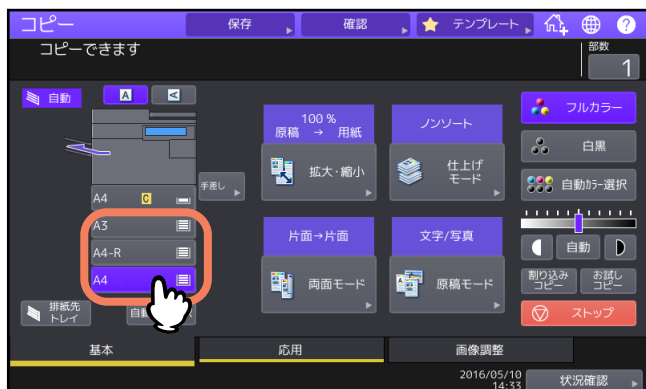 コピー
保存
確認
テンプレート
?
コピーできます
部数
1
自動
A
A
100 %
原稿 → 用紙
ノンソート
フルカラー
拡大・縮小
仕上げ
モード
白黒
手差し
A4
C
自動カラー選択
A3
A4-R
A4
片面→片面
文字/写真
自動
両面モード
原稿モード
割り込み
コピー
お試し
コピー
排紙先
トレイ
ストップ
基本
応用
画像調整
2016/05/10
14:33
状況確認